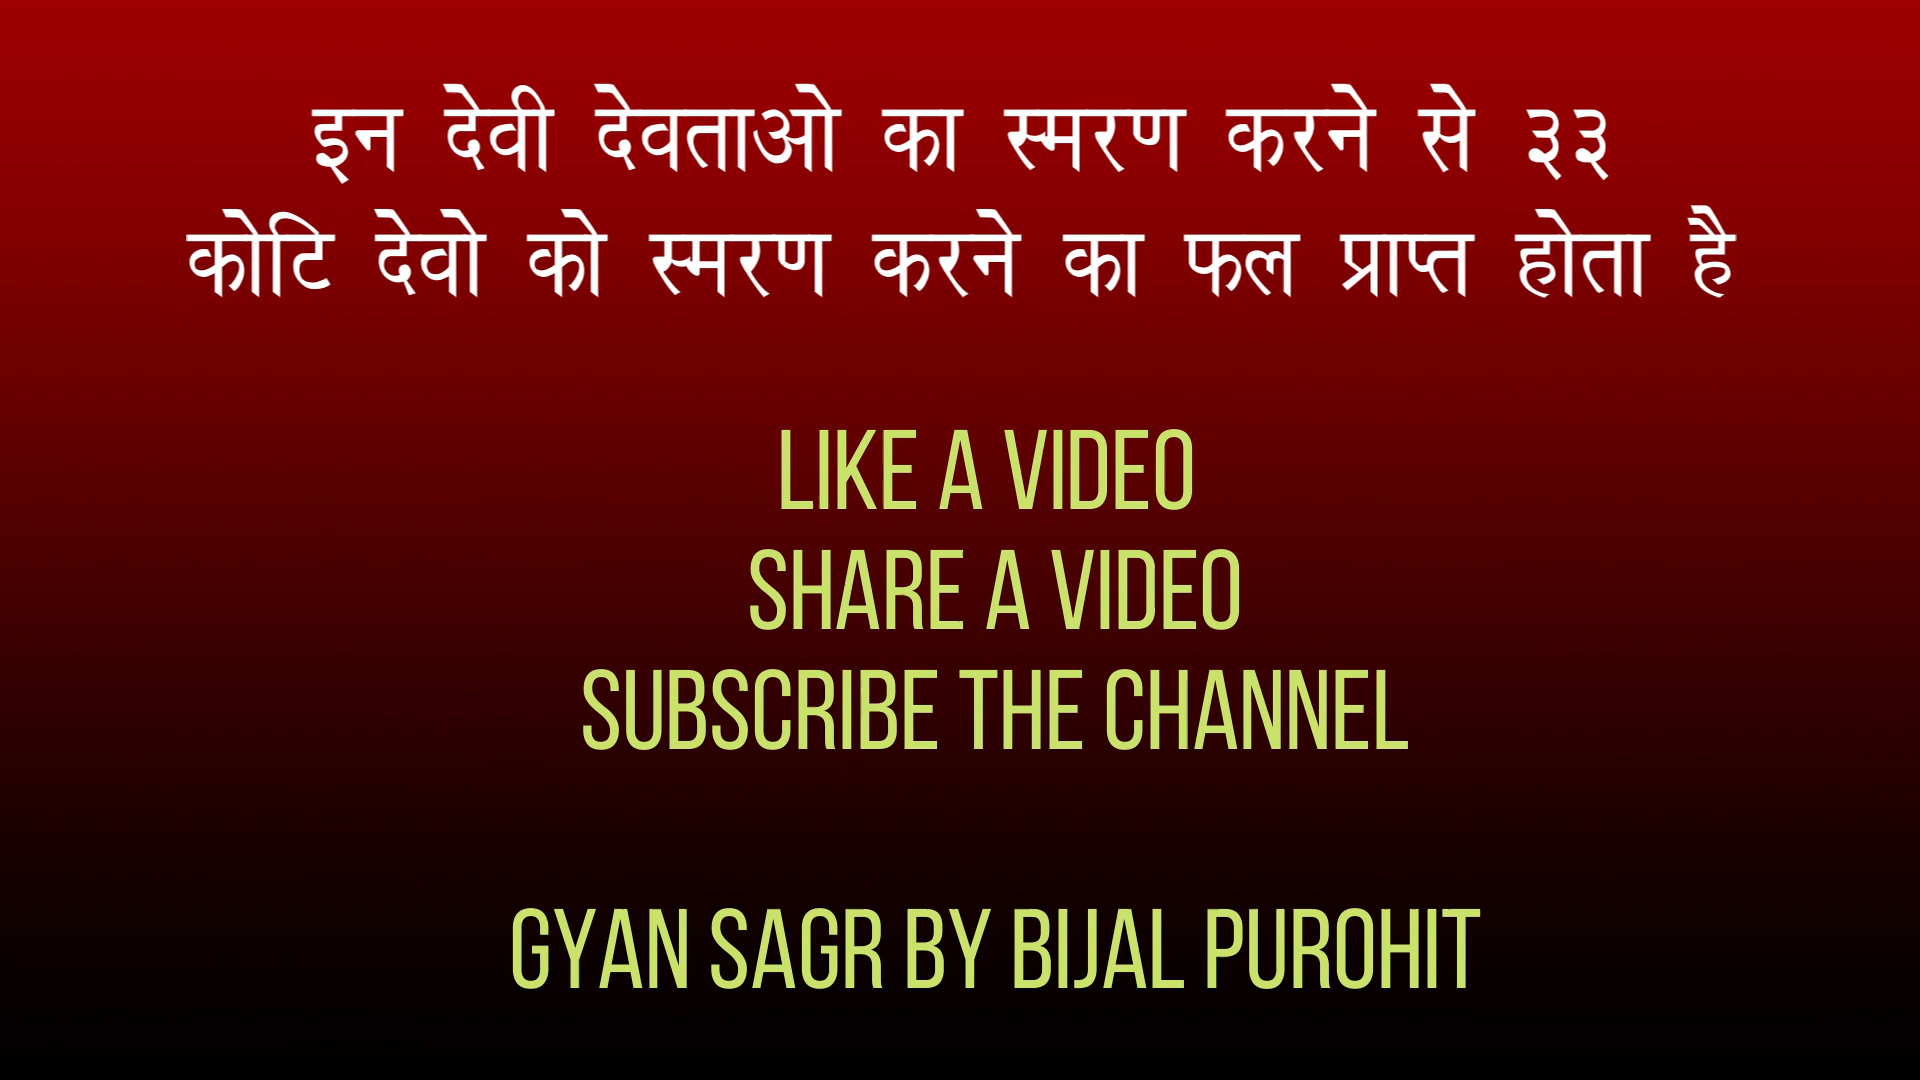 इन देवी देवताओ का स्मरण करने से ३३
कोटि देवो को स्मरण करने का फल प्राप्त होता है
LIKE A VIDEO
SHARE A VIDEO
SUBSCRIBE THE CHANNEL
GYAN SAGR BY BIJAL PUROHIT